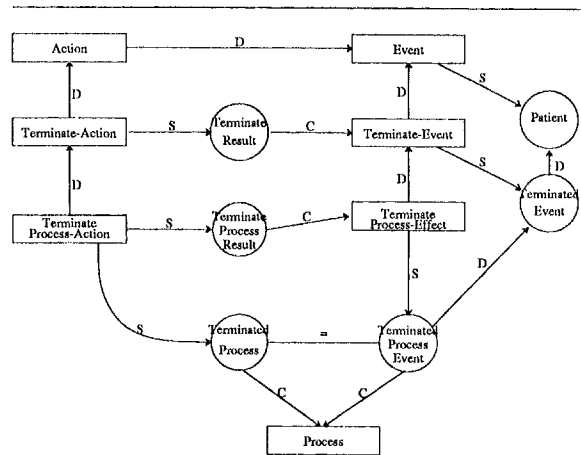 Action
D
Event
D
D
S
Patient
Terminate-Action
S
Terminate
Result
C
Terminate-Event
S
D
D
D
Terminated
Event
Terminate
Process-Action
S
Terminate
Process
Result
C
Terminate
Process-Effect
S
D
S
Terminated
Process
=
Terminated
Process
Event
C
C
Process